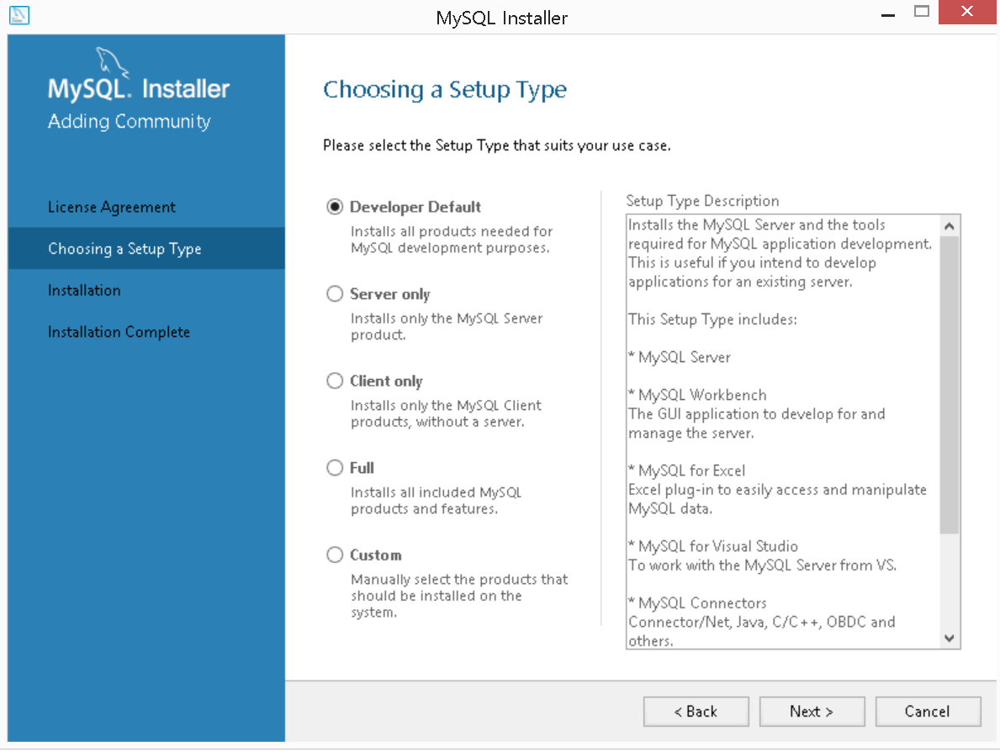 MySQL Installer
MySQL. Installer
Adding Community
License Agreement
Choosing a Setup Type
Installation
Installation Complete
Choosing a Setup Type
Please select the Setup Type that suits your use case.
Developer Default
Installs all products needed for
MySQL development purposes.
Server only
Installs only the MySQL Server
product.
Client only
Installs only the MySQL Client
products, without a server.
Full
Installs all included MySQL
products and features.
Custom
Manually select the products that
should be installed on the
system.
Setup Type Description
Installs the MySQL Server and the tools
required for MySQL application development.
This is useful if you intend to develop
applications for an existing server.
This Setup Type includes:
* MySQL Server
* MySQL Workbench
The GUI application to develop for and
manage the server.
* MySQL for Excel
Excel plug-in to easily access and manipulate
MySQL data.
* MySQL for Visual Studio
To work with the MySQL Server from VS.
* MySQL Connectors
Connector/Net, Java, C/C++, OBDC and
others.
< Back
Next >
Cancel